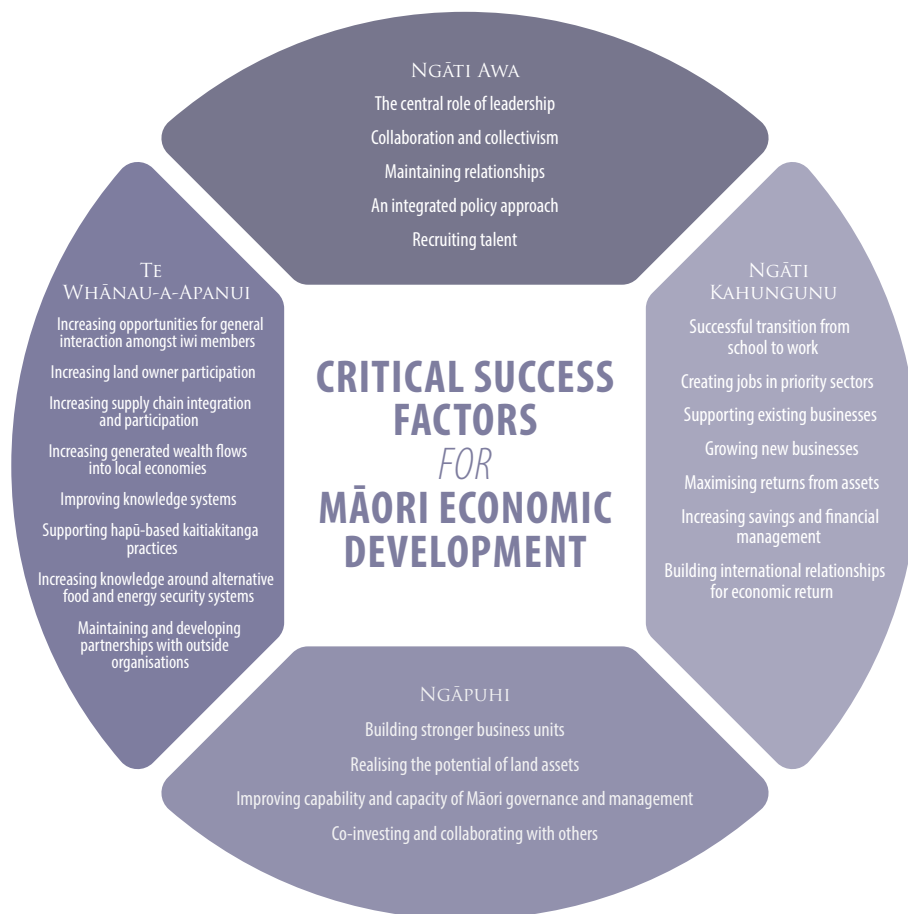 NGĀTI AWA
The central role of leadership
Collaboration and collectivism
Maintaining relationships
An integrated policy approach
Recruiting talent
TE
WHĀNAU-A-APANUI
Increasing opportunities for general
interaction amongst iwi members
Increasing land owner participation
Increasing supply chain integration
and participation
Increasing generated wealth flows
into local economies
Improving knowledge systems
Supporting hapū-based kaitiakitanga
practices
Increasing knowledge around alternative
food and energy security systems
Maintaining and developing
partnerships with outside
organisations
CRITICAL SUCCESS
FACTORS
FOR
MĀORI ECONOMIC
DEVELOPMENT
NGĀTI
KAHUNGUNU
Successful transition from
school to work
Creating jobs in priority sectors
Supporting existing businesses
Growing new businesses
Maximising returns from assets
Increasing savings and financial
management
Building international relationships
for economic return
NGĀPUHI
Building stronger business units
Realising the potential of land assets
Improving capability and capacity of Māori governance and management
Co-investing and collaborating with others